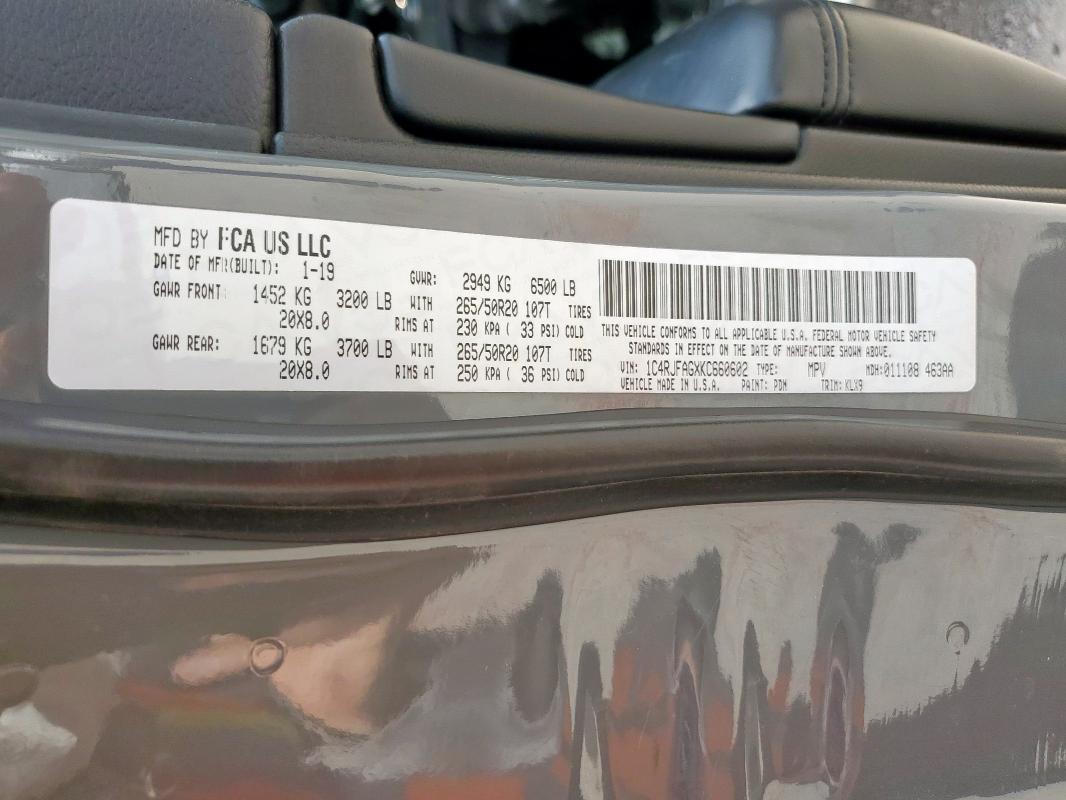 MFD BY FCA US LLC
DATE OF MFR(BUILT): 1-19 GVWR: 2949 KG 6500 LB
GAWR FRONT: 1452 KG 3200 LB WITH 265/50R20 107T TIRES
20X8.0 RIMS AT 230 KPA ( 33 PSI) COLD
GAWR REAR: 1679 KG 3700 LB WITH 265/50R20 107T TIRES
20X8.0 RIMS AT 250 KPA ( 36 PSI) COLD
THIS VEHICLE CONFORMS TO ALL APPLICABLE U.S.A. FEDERAL MOTOR VEHICLE SAFETY
STANDARDS IN EFFECT ON THE DATE OF MANUFACTURE SHOWN ABOVE.
VIN: 1C4RJFAGXKC660602 TYPE: MPV MDH:011108 463AA
VEHICLE MADE IN U.S.A. PAINT: PDN TRIM: KLX9